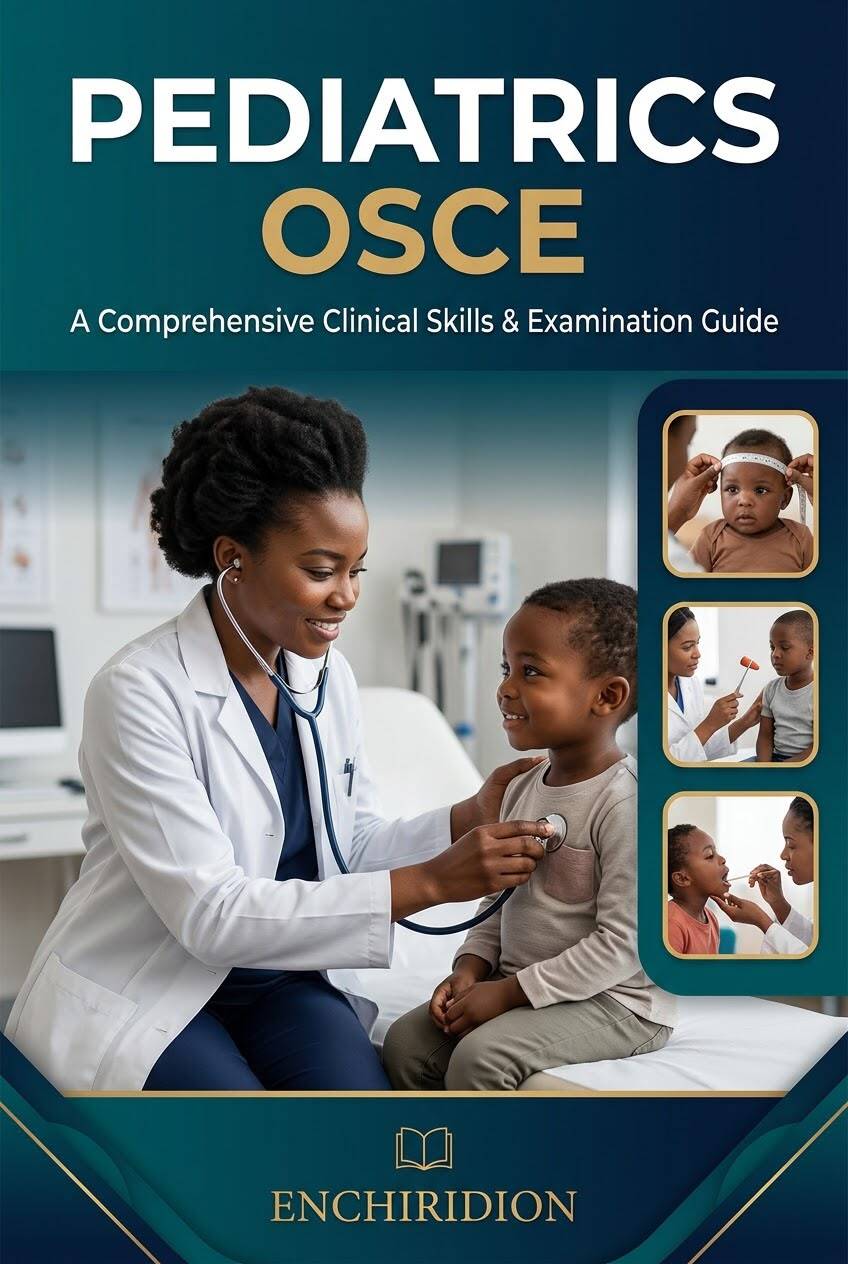 PEDIATRICS
OSCE
A Comprehensive Clinical Skills & Examination Guide
ENCHIRIDION